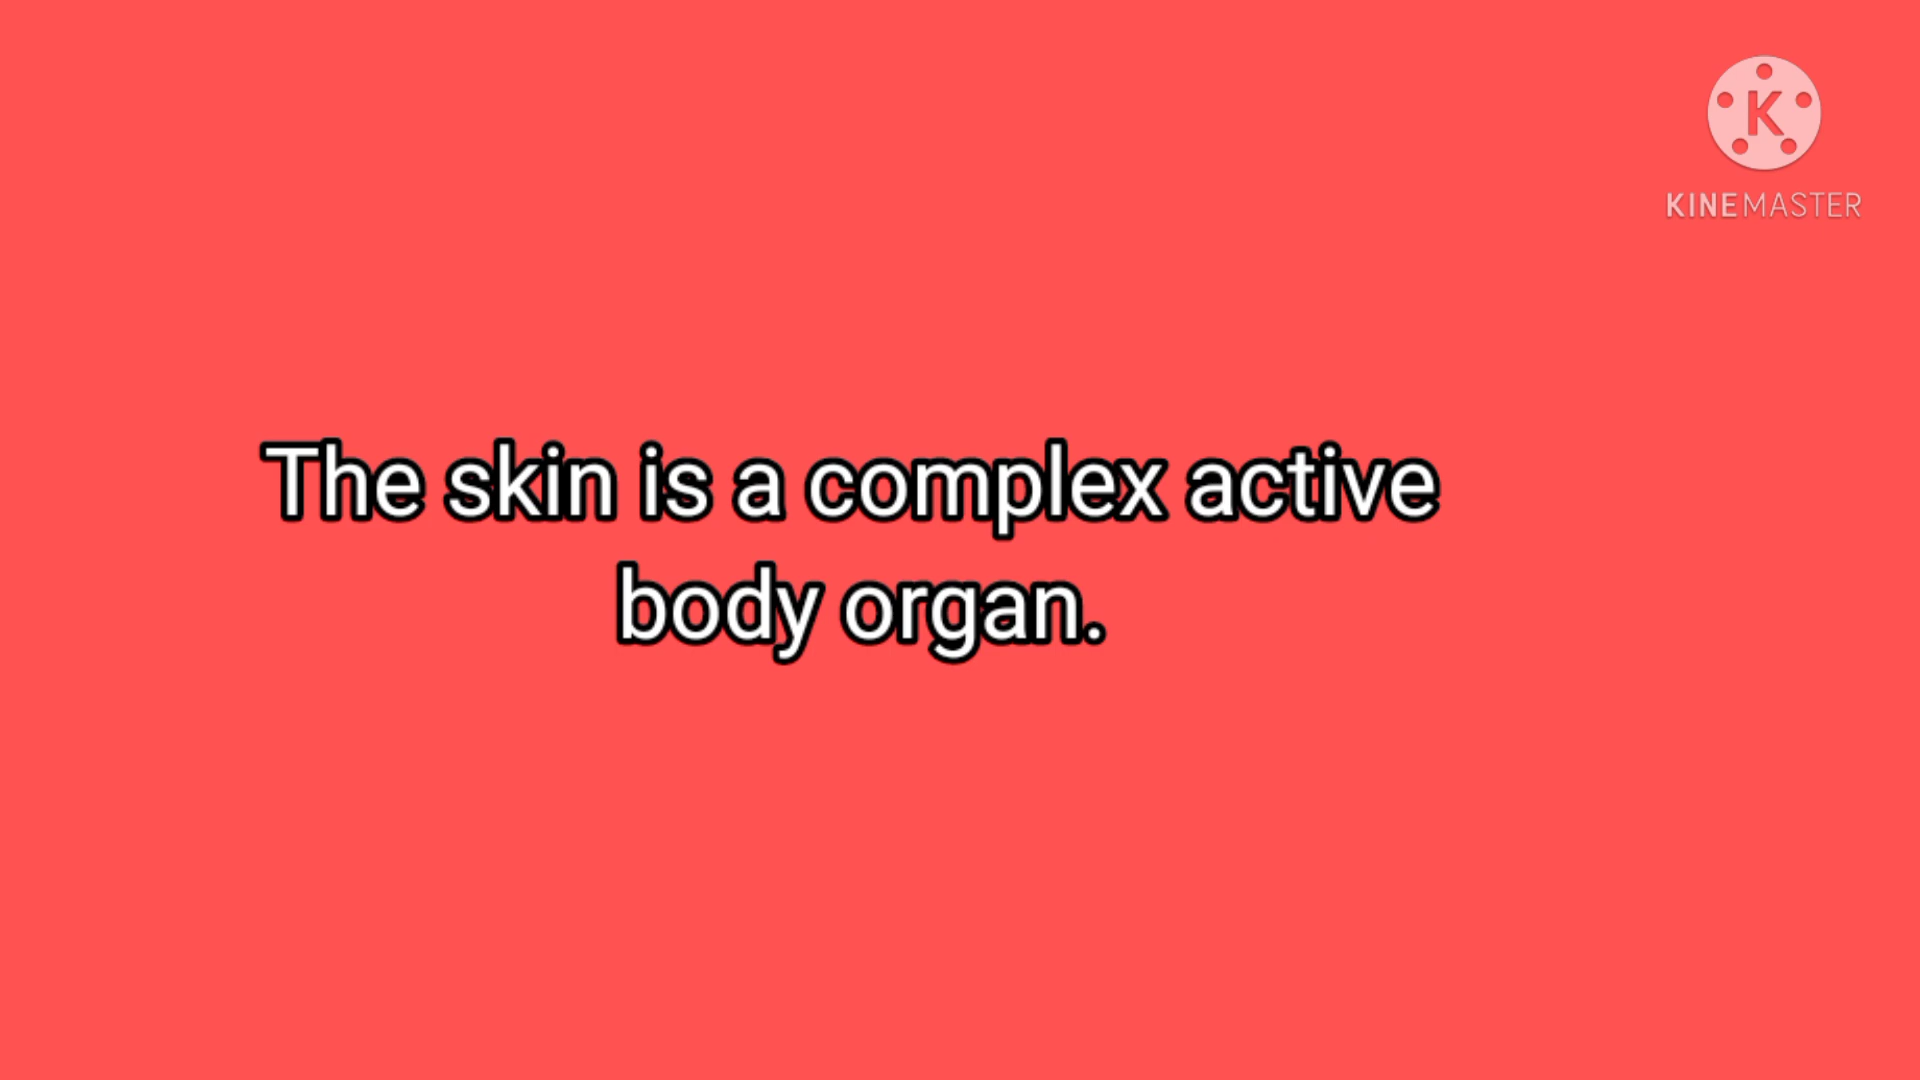 K
KINEMASTER
The skin is a complex active
body organ.